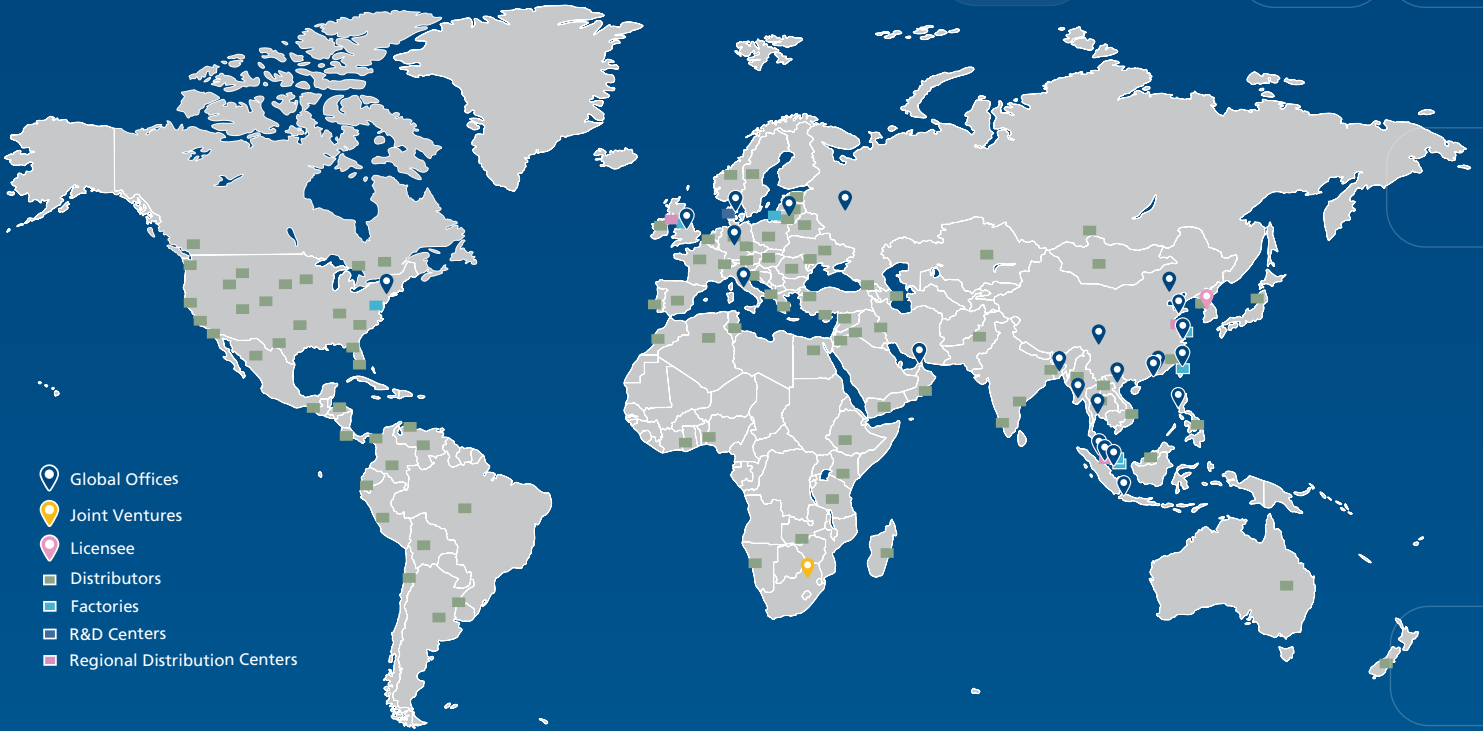 Global Offices
Joint Ventures
Licensee
Distributors
Factories
R&D Centers
Regional Distribution Centers